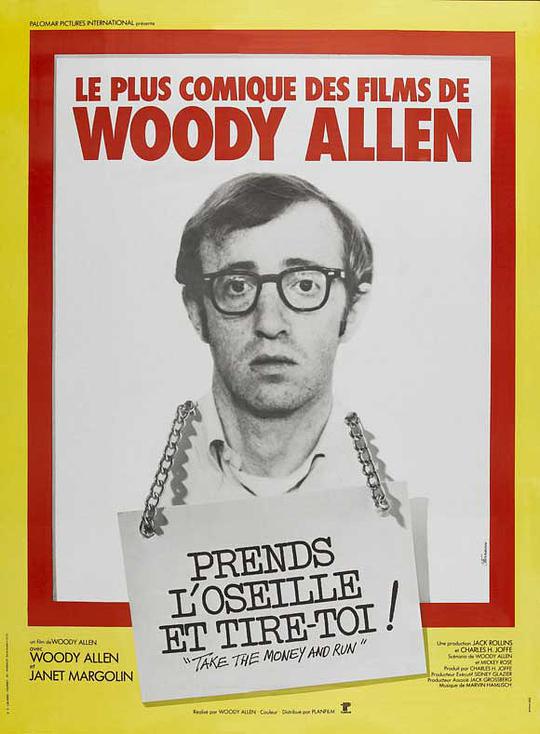 PALOMAR PICTURES INTERNATIONAL présente
LE PLUS COMIQUE DES FILMS DE
WOODY ALLEN
PRENDS
L'OSEILLE
ET TIRE-TOI !
"TAKE THE MONEY AND RUN"
un film de WOODY ALLEN
avec
WOODY ALLEN
et
JANET MARGOLIN
Une production JACK ROLLINS
et CHARLES H. JOFFE
Scénario de WOODY ALLEN
et MICKEY ROSE
Produit par CHARLES H. JOFFE
Producteur Exécutif SIDNEY GLAZIER
Producteur Associé JACK GROSSBERG
Musique de MARVIN HAMLISCH
Réalisé par WOODY ALLEN · Couleur · Distribué par PLANFILM